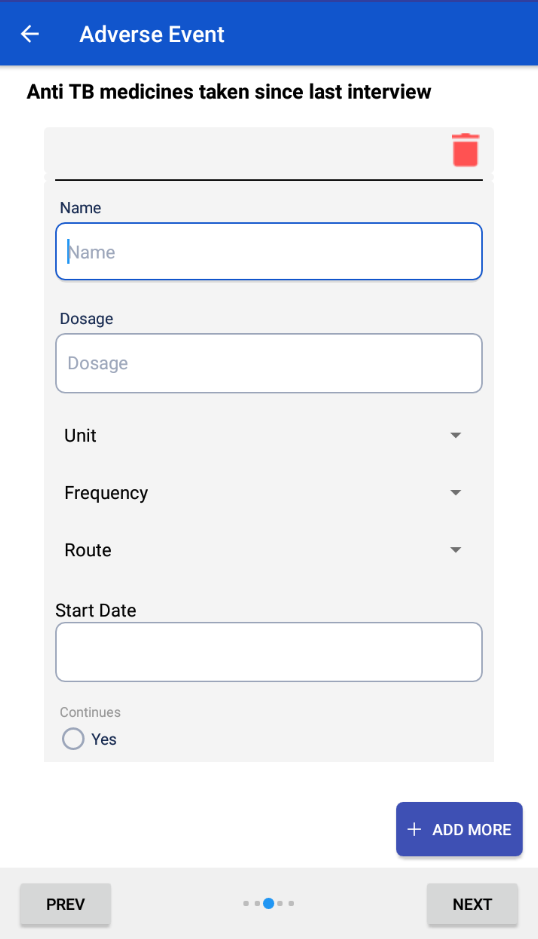 Adverse Event
Anti TB medicines taken since last interview
Name
Name
Dosage
Dosage
Unit
Frequency
Route
Start Date
Continues
Yes
+ ADD MORE
PREV
NEXT